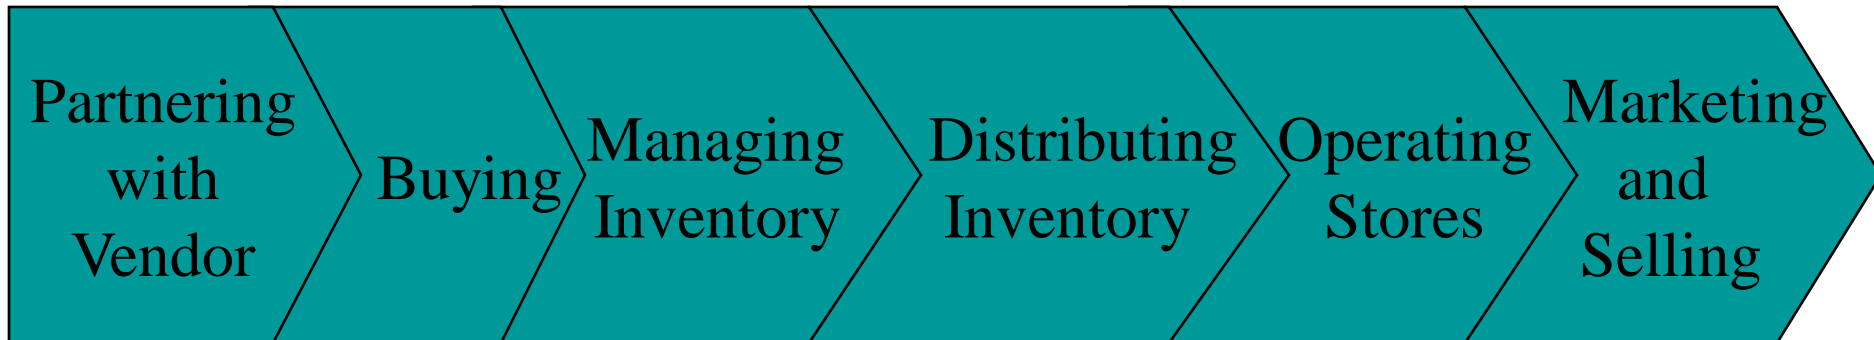 Partnering
with
Vendor
Buying
Managing
Inventory
Distributing
Inventory
Operating
Stores
Marketing
and
Selling